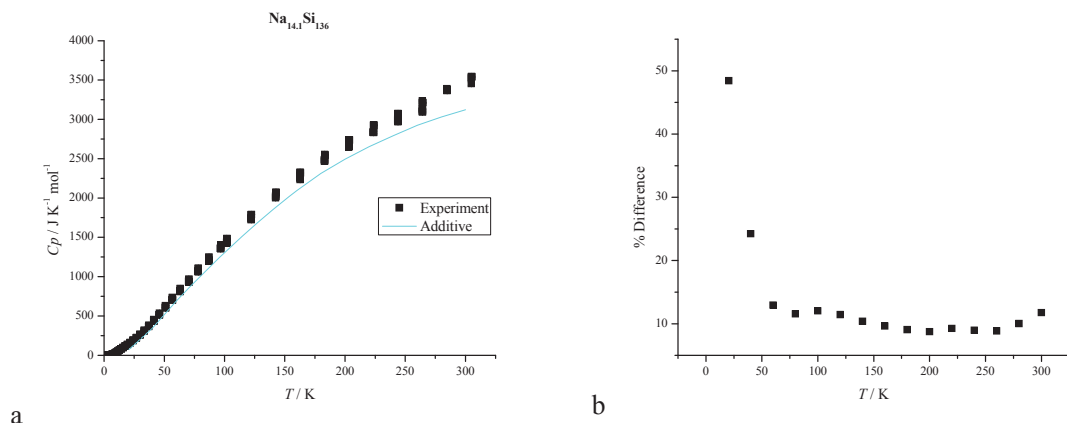 Na14.1Si136
4000
3500
3000
2500
2000
1500
1000
500
0
Cp / J K-1 mol-1
Experiment
Additive
0 50 100 150 200 250 300
T / K
a
50
40
30
20
10
% Difference
0 50 100 150 200 250 300
T / K
b